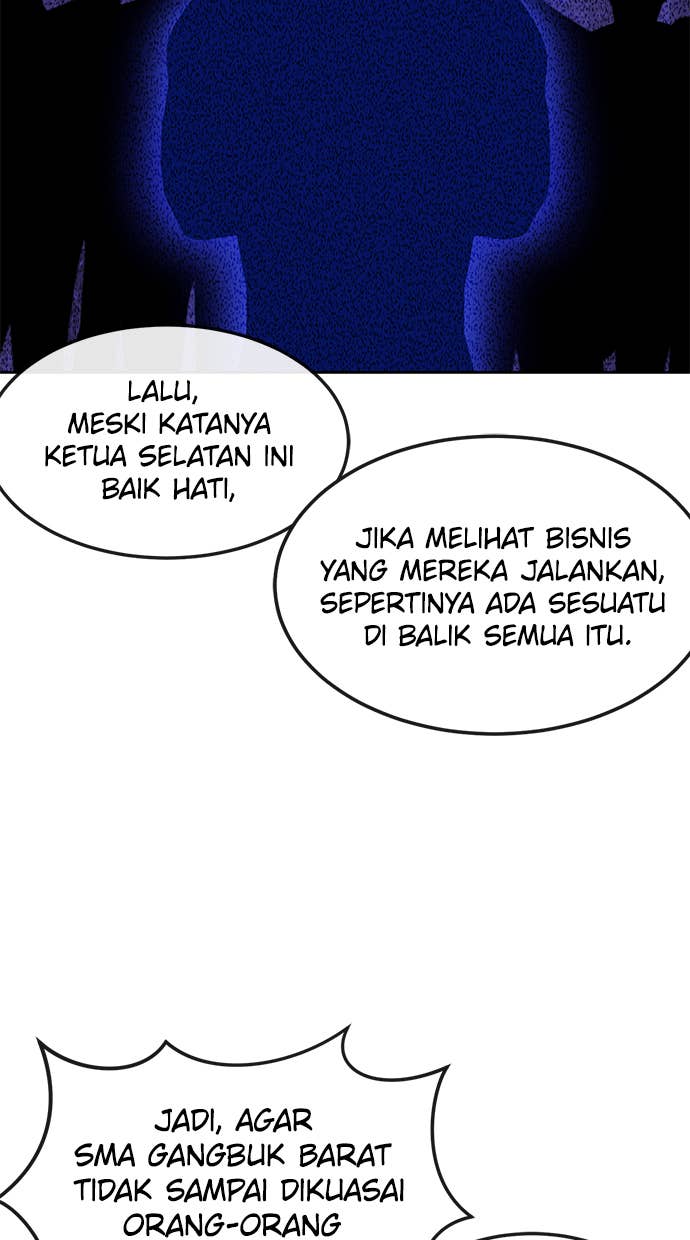 LALU,
MESKI KATANYA
KETUA SELATAN INI
BAIK HATI,
JIKA MELIHAT BISNIS
YANG MEREKA JALANKAN,
SEPERTINYA ADA SESUATU
DI BALIK SEMUA ITU.
JADI, AGAR
SMA GANGBUK BARAT
TIDAK SAMPAI DIKUASAI
ORANG-ORANG